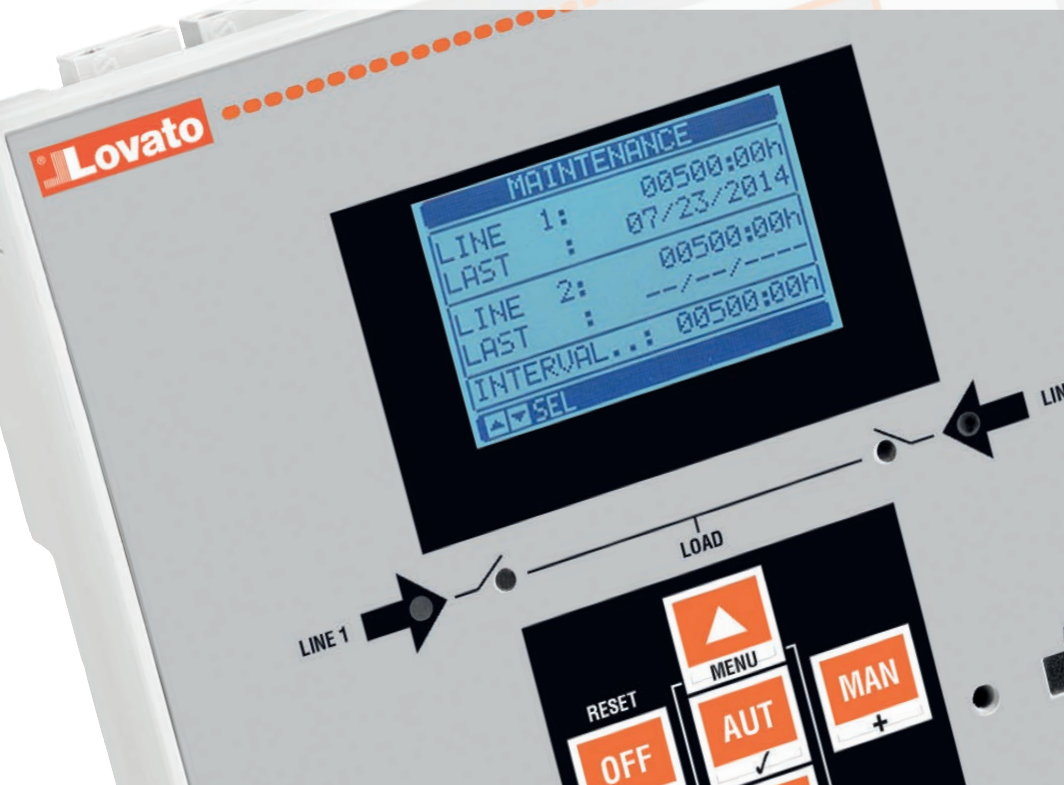 Lovato
MAINTENANCE
LINE 1: 00500:00h
LAST : 07/23/2014
LINE 2: 00500:00h
LAST : --/--/----
INTERVAL..: 00500:00h
▲▼SEL
LOAD
LINE 1
MENU
RESET
OFF
AUT
✓
MAN
+